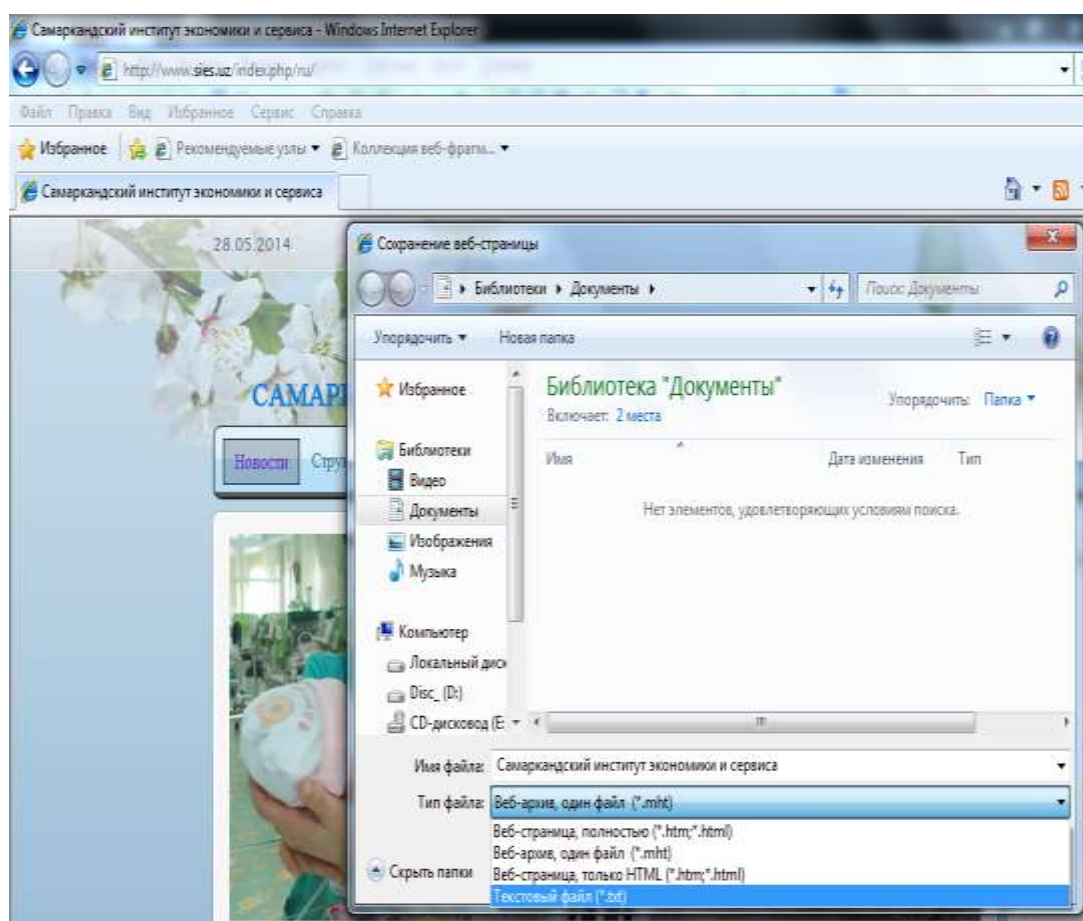 Самаркандский институт экономики и сервиса - Windows Internet Explorer
http://www.sies.uz/index.php/ru/
Файл Правка Вид Избранное Сервис Справка
Избранное Рекомендуемые узлы Коллекция веб-фрагм...
Самаркандский институт экономики и сервиса
28.05.2014
САМАР
Новости Стру
Сохранение веб-страницы
Библиотеки Документы
Поиск: Документы
Упорядочить Новая папка
Избранное
Библиотеки
Видео
Документы
Изображения
Музыка
Компьютер
Локальный диск
Disc_ (D:)
CD-дисковод (E:
Библиотека "Документы"
Включает: 2 места
Упорядочить: Папка
Имя Дата изменения Тип
Нет элементов, удовлетворяющих условиям поиска.
Имя файла: Самаркандский институт экономики и сервиса
Тип файла: Веб-архив, один файл (*.mht)
Веб-страница, полностью (*.htm;*.html)
Веб-архив, один файл (*.mht)
Веб-страница, только HTML (*.htm;*.html)
Текстовый файл (*.txt)
Скрыть папки